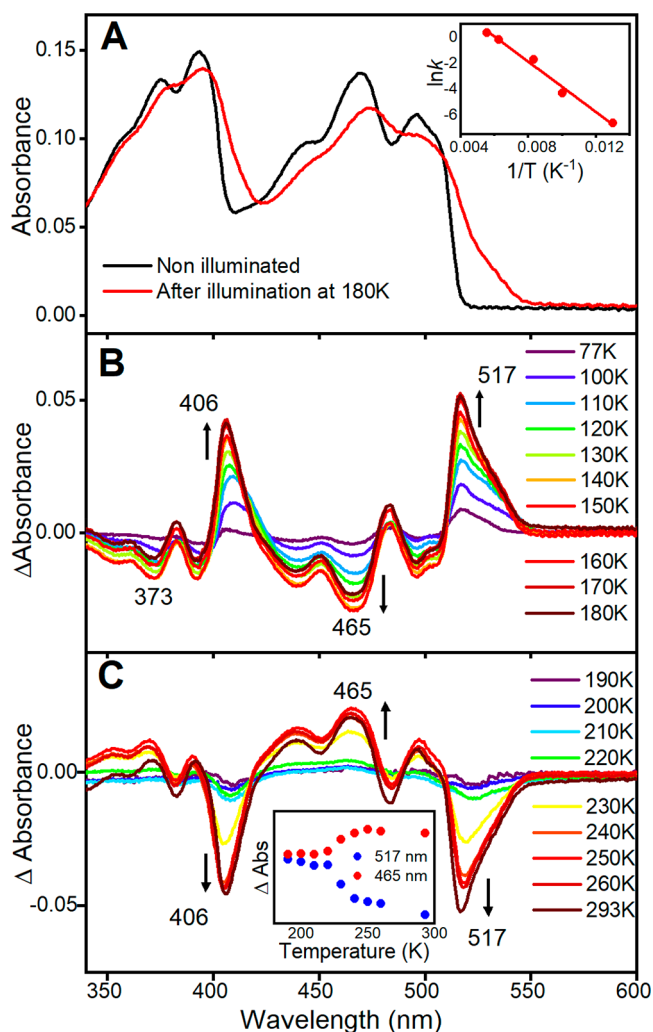 A
0.15
0.10
0.05
0.00
Absorbance
Non illuminated
After illumination at 180K
0
-2
-4
-6
lnk
0.004 0.008 0.012
1/T (K-1)
B
0.05
0.00
ΔAbsorbance
406
517
373
465
77K
100K
110K
120K
130K
140K
150K
160K
170K
180K
C
0.00
-0.05
Δ Absorbance
465
406
517
190K
200K
210K
220K
230K
240K
250K
260K
293K
Δ Abs
517 nm
465 nm
200 250 300
Temperature (K)
350 400 450 500 550 600
Wavelength (nm)